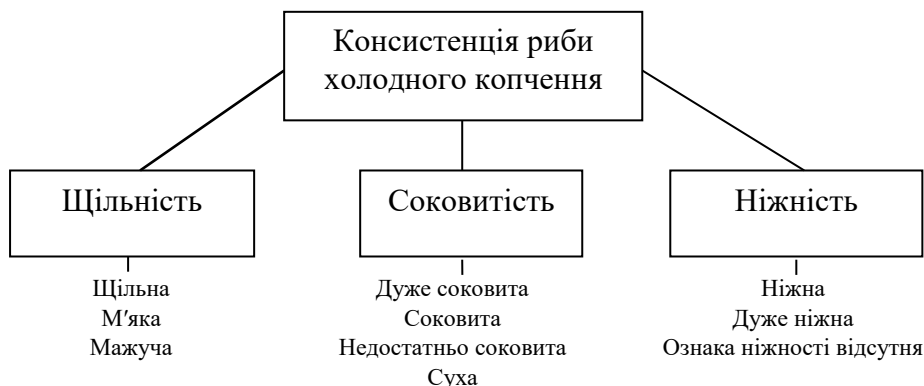 Консистенція риби
холодного копчення
Щільність
Соковитість
Ніжність
Щільна
М'яка
Мажуча
Дуже соковита
Соковита
Недостатньо соковита
Суха
Ніжна
Дуже ніжна
Ознака ніжності відсутня